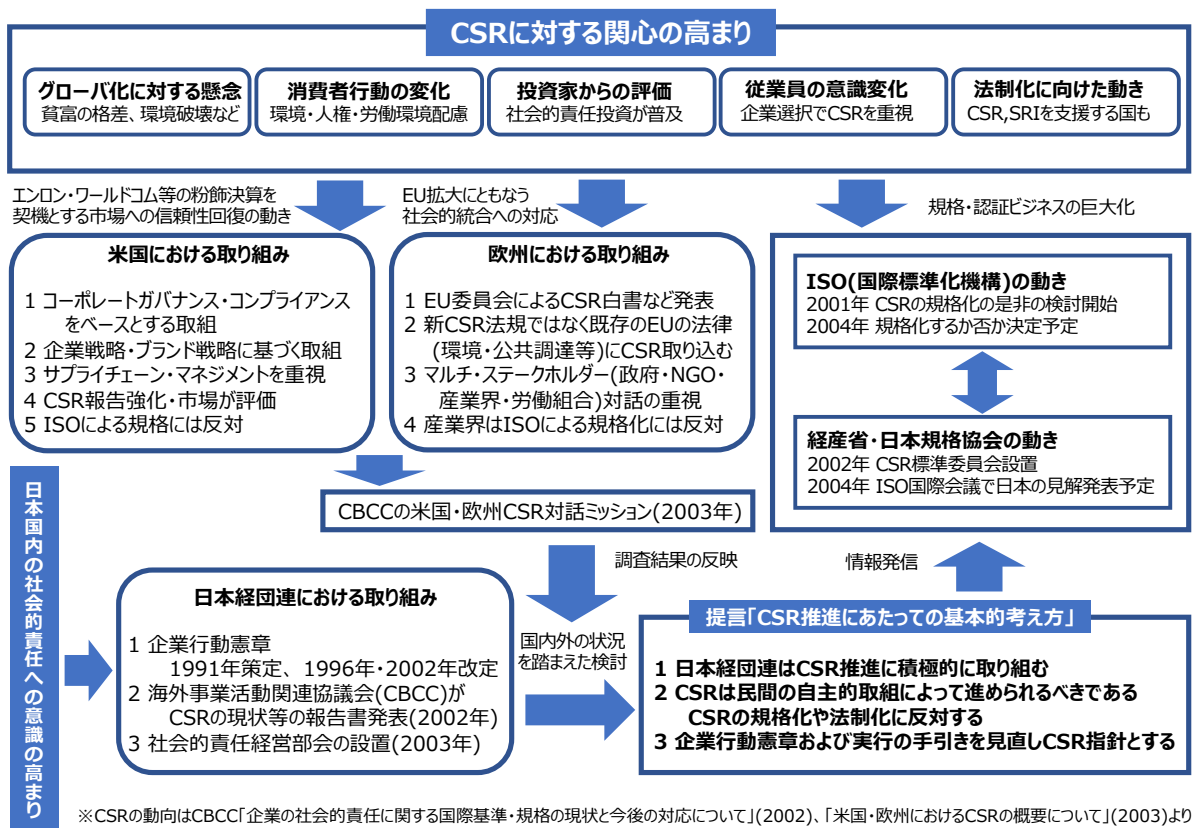 CSRに対する関心の高まり
グローバ化に対する懸念
貧富の格差、環境破壊など
消費者行動の変化
環境・人権・労働環境配慮
投資家からの評価
社会的責任投資が普及
従業員の意識変化
企業選択でCSRを重視
法制化に向けた動き
CSR,SRIを支援する国も
エンロン・ワールドコム等の粉飾決算を
契機とする市場への信頼性回復の動き
EU拡大にともなう
社会的統合への対応
規格・認証ビジネスの巨大化
米国における取り組み
1 コーポレートガバナンス・コンプライアンス
をベースとする取組
2 企業戦略・ブランド戦略に基づく取組
3 サプライチェーン・マネジメントを重視
4 CSR報告強化・市場が評価
5 ISOによる規格には反対
欧州における取り組み
1 EU委員会によるCSR白書など発表
2 新CSR法規ではなく既存のEUの法律
(環境・公共調達等)にCSR取り込む
3 マルチ・ステークホルダー(政府・NGO・
産業界・労働組合)対話の重視
4 産業界はISOによる規格化には反対
ISO(国際標準化機構)の動き
2001年 CSRの規格化の是非の検討開始
2004年 規格化するか否か決定予定
経産省・日本規格協会の動き
2002年 CSR標準委員会設置
2004年 ISO国際会議で日本の見解発表予定
CBCCの米国・欧州CSR対話ミッション(2003年)
調査結果の反映
情報発信
日本国内の社会的責任への意識の高まり
日本経団連における取り組み
1 企業行動憲章
1991年策定、1996年・2002年改定
2 海外事業活動関連協議会(CBCC)が
CSRの現状等の報告書発表(2002年)
3 社会的責任経営部会の設置(2003年)
国内外の状況
を踏まえた検討
提言「CSR推進にあたっての基本的考え方」
1 日本経団連はCSR推進に積極的に取り組む
2 CSRは民間の自主的取組によって進められるべきである
CSRの規格化や法制化に反対する
3 企業行動憲章および実行の手引きを見直しCSR指針とする
※CSRの動向はCBCC「企業の社会的責任に関する国際基準・規格の現状と今後の対応について」(2002)、「米国・欧州におけるCSRの概要について」(2003)より